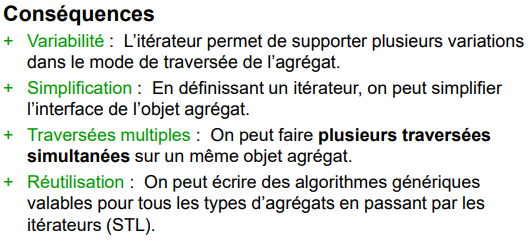 Conséquences
+ Variabilité : L'itérateur permet de supporter plusieurs variations
dans le mode de traversée de l'agrégat.
+ Simplification : En définissant un itérateur, on peut simplifier
l'interface de l'objet agrégat.
+ Traversées multiples : On peut faire plusieurs traversées
simultanées sur un même objet agrégat.
+ Réutilisation : On peut écrire des algorithmes génériques
valables pour tous les types d'agrégats en passant par les
itérateurs (STL).